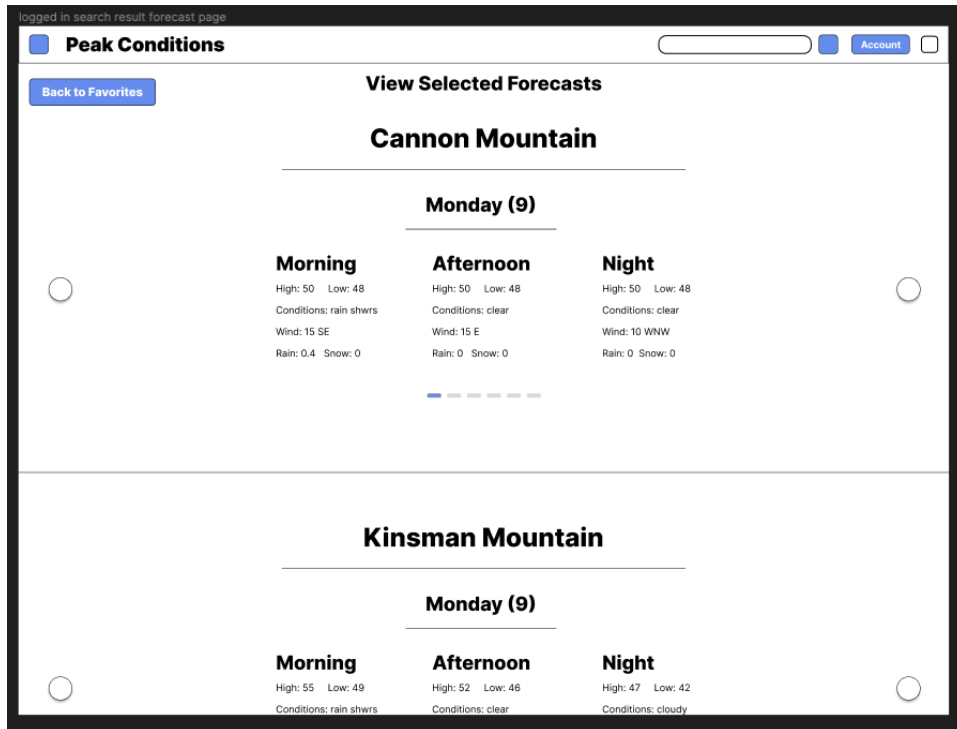 logged in search result forecast page
Peak Conditions
Account
Back to Favorites
View Selected Forecasts
Cannon Mountain
Monday (9)
Morning Afternoon Night
High: 50 Low: 48 High: 50 Low: 48 High: 50 Low: 48
Conditions: rain shwrs Conditions: clear Conditions: clear
Wind: 15 SE Wind: 15 E Wind: 10 WNW
Rain: 0.4 Snow: 0 Rain: 0 Snow: 0 Rain: 0 Snow: 0
Kinsman Mountain
Monday (9)
Morning Afternoon Night
High: 55 Low: 49 High: 52 Low: 46 High: 47 Low: 42
Conditions: rain shwrs Conditions: clear Conditions: cloudy